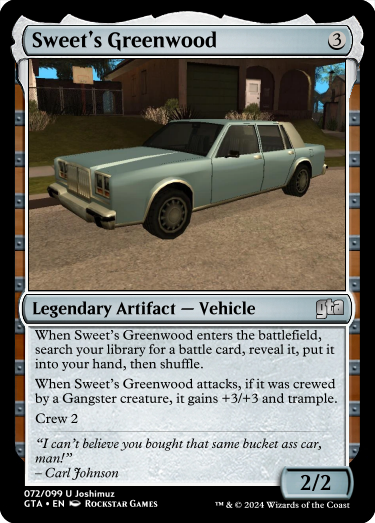 Sweet's Greenwood 3
gta
Legendary Artifact — Vehicle
When Sweet's Greenwood enters the battlefield,
search your library for a battle card, reveal it, put it
into your hand, then shuffle.
When Sweet's Greenwood attacks, if it was crewed
by a Gangster creature, it gains +3/+3 and trample.
Crew 2
"I can't believe you bought that same bucket ass car,
man!"
– Carl Johnson
2/2
072/099 U Joshimuz
GTA • EN Rockstar Games
™ & © 2024 Wizards of the Coast